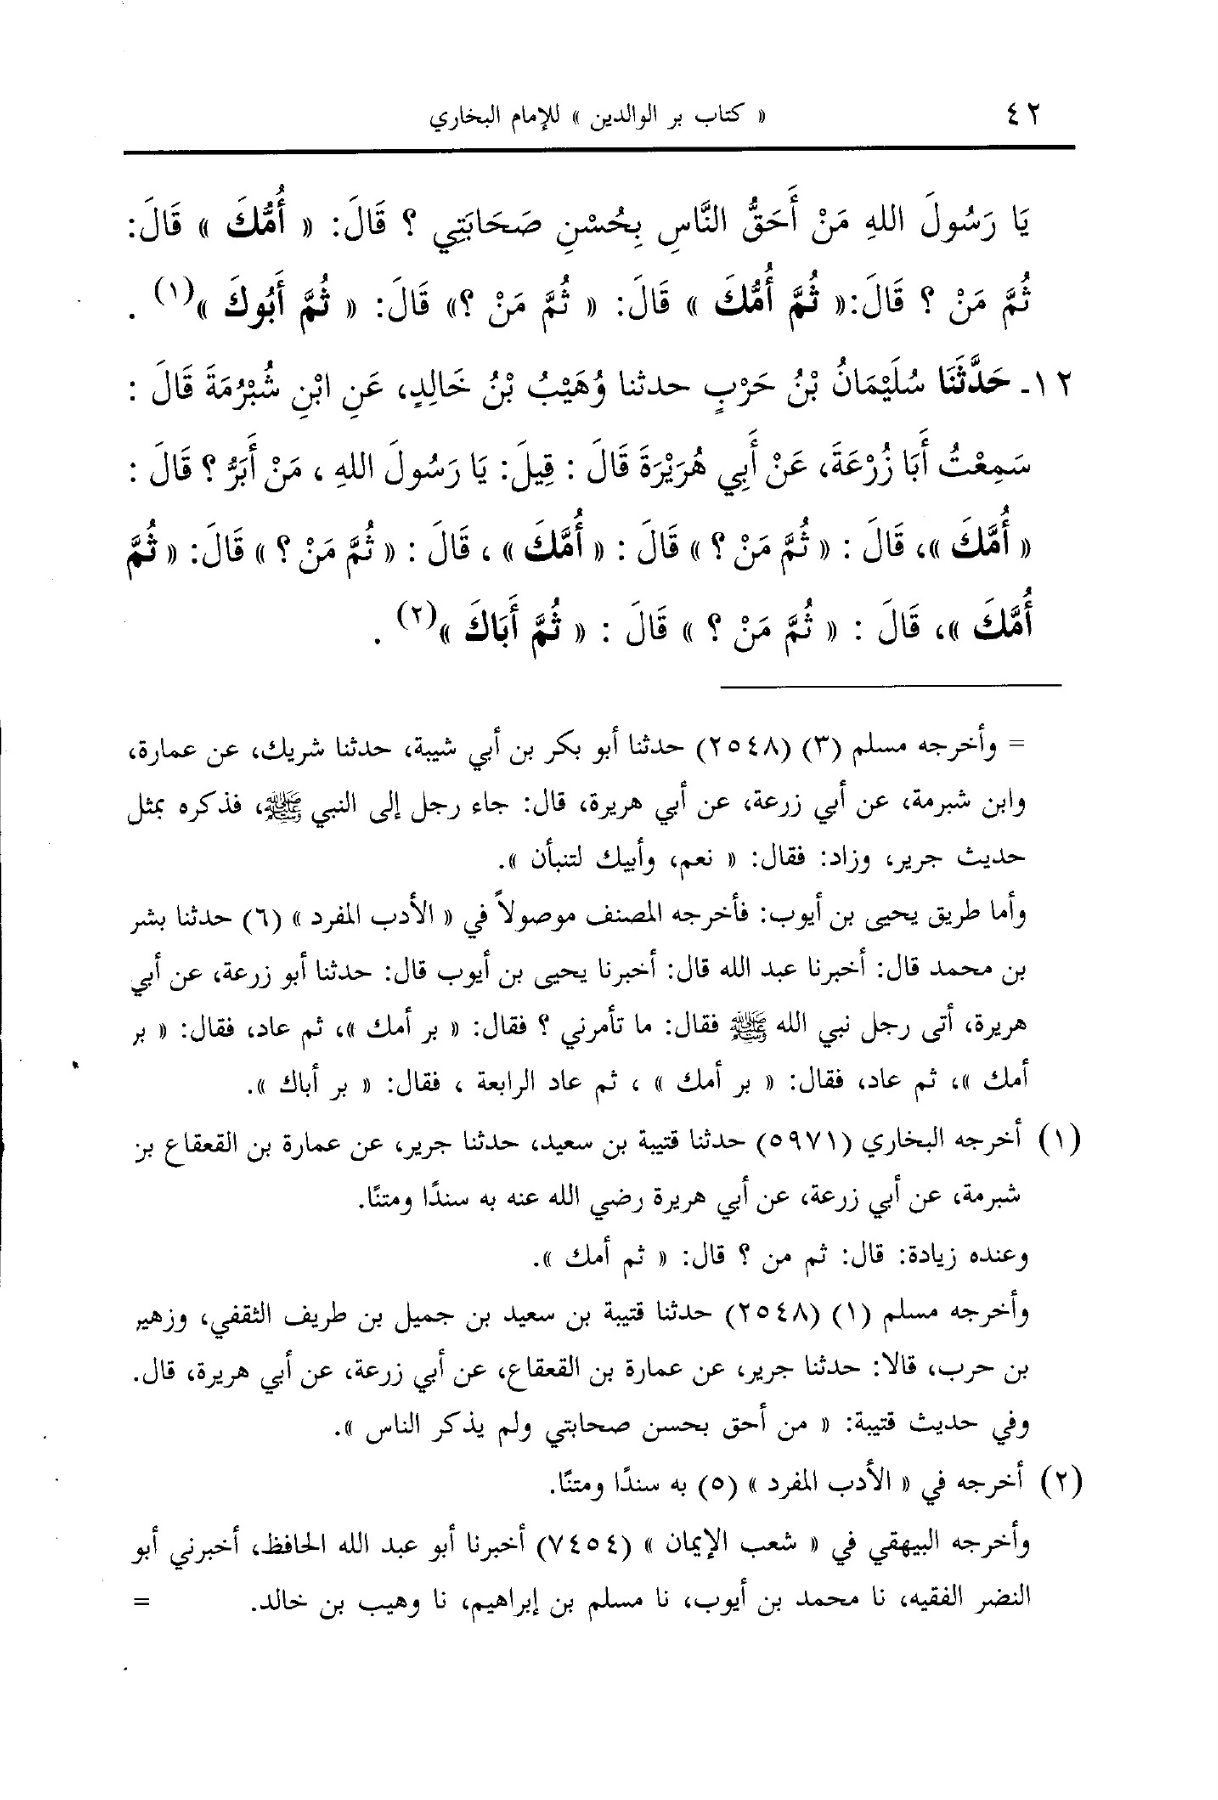 ٤٢
« كتاب بر الوالدين » للإمام البخاري
يَا رَسُولَ اللهِ مَنْ أَحَقُّ النَّاسِ بِحُسْنِ صَحَابَتِي ؟ قَالَ: « أُمُّكَ » قَالَ:
ثُمَّ مَنْ ؟ قَالَ:« ثُمَّ أُمُّكَ » قَالَ: « ثُمَّ مَنْ ؟» قَالَ: « ثُمَّ أَبُوكَ »(١) .
١٢- حَدَّثَنَا سُلَيْمَانُ بْنُ حَرْبٍ حدثنا وُهَيْبُ بْنُ خَالِدٍ، عَنِ ابْنِ شُبْرُمَةَ قَالَ :
سَمِعْتُ أَبَا زُرْعَةَ، عَنْ أَبِي هُرَيْرَةَ قَالَ : قِيلَ: يَا رَسُولَ اللهِ ، مَنْ أَبَرُّ ؟ قَالَ :
« أُمَّكَ »، قَالَ : « ثُمَّ مَنْ ؟ » قَالَ : « أُمَّكَ » ، قَالَ : « ثُمَّ مَنْ ؟ » قَالَ: « ثُمَّ
أُمَّكَ »، قَالَ : « ثُمَّ مَنْ ؟ » قَالَ : « ثُمَّ أَبَاكَ »(٢) .
= وأخرجه مسلم (٣) (٢٥٤٨) حدثنا أبو بكر بن أبي شيبة، حدثنا شريك، عن عمارة،
وابن شبرمة، عن أبي زرعة، عن أبي هريرة، قال: جاء رجل إلى النبي ﷺ، فذكره بمثل
حديث جرير، وزاد: فقال: « نعم، وأبيك لتنبأن ».
وأما طريق يحيى بن أيوب: فأخرجه المصنف موصولاً في « الأدب المفرد » (٦) حدثنا بشر
بن محمد قال: أخبرنا عبد الله قال: أخبرنا يحيى بن أيوب قال: حدثنا أبو زرعة، عن أبي
هريرة، أتى رجل نبي الله ﷺ فقال: ما تأمرني ؟ فقال: « بر أمك »، ثم عاد، فقال: « بر
أمك »، ثم عاد، فقال: « بر أمك » ، ثم عاد الرابعة ، فقال: « بر أباك ».
(١) أخرجه البخاري (٥٩٧١) حدثنا قتيبة بن سعيد، حدثنا جرير، عن عمارة بن القعقاع بن
شبرمة، عن أبي زرعة، عن أبي هريرة رضي الله عنه به سندًا ومتنًا.
وعنده زيادة: قال: ثم من ؟ قال: « ثم أمك ».
وأخرجه مسلم (١) (٢٥٤٨) حدثنا قتيبة بن سعيد بن جميل بن طريف الثقفي، وزهير
بن حرب، قالا: حدثنا جرير، عن عمارة بن القعقاع، عن أبي زرعة، عن أبي هريرة، قال.
وفي حديث قتيبة: « من أحق بحسن صحابتي ولم يذكر الناس ».
(٢) أخرجه في « الأدب المفرد » (٥) به سندًا ومتنًا.
وأخرجه البيهقي في « شعب الإيمان » (٧٤٥٤) أخبرنا أبو عبد الله الحافظ، أخبرني أبو
النضر الفقيه، نا محمد بن أيوب، نا مسلم بن إبراهيم، نا وهيب بن خالد. =